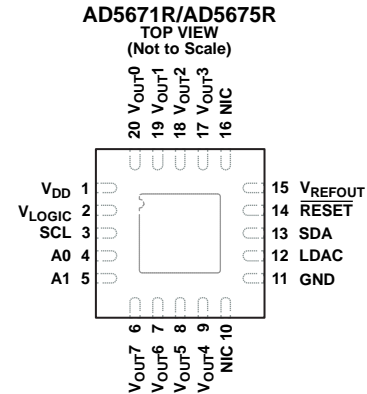 AD5671R/AD5675R
TOP VIEW
(Not to Scale)
20 VOUT0
19 VOUT1
18 VOUT2
17 VOUT3
16 NIC
VDD 1
VLOGIC 2
SCL 3
A0 4
A1 5
15 VREFOUT
14 RESET
13 SDA
12 LDAC
11 GND
VOUT7 6
VOUT6 7
VOUT5 8
VOUT4 9
NIC 10